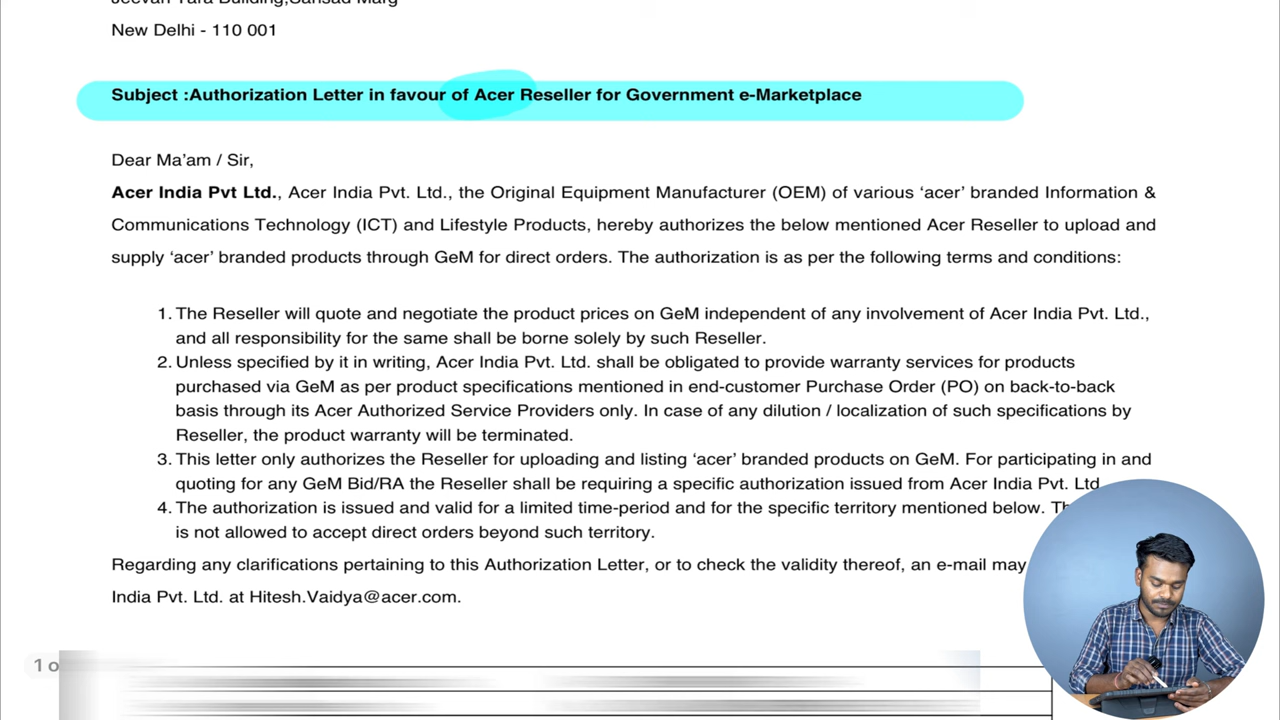 Jeevan Tara Building,Sansad Marg
New Delhi - 110 001
Subject :Authorization Letter in favour of Acer Reseller for Government e-Marketplace
Dear Ma'am / Sir,
Acer India Pvt Ltd., Acer India Pvt. Ltd., the Original Equipment Manufacturer (OEM) of various ‘acer’ branded Information &
Communications Technology (ICT) and Lifestyle Products, hereby authorizes the below mentioned Acer Reseller to upload and
supply ‘acer’ branded products through GeM for direct orders. The authorization is as per the following terms and conditions:
1. The Reseller will quote and negotiate the product prices on GeM independent of any involvement of Acer India Pvt. Ltd.,
and all responsibility for the same shall be borne solely by such Reseller.
2. Unless specified by it in writing, Acer India Pvt. Ltd. shall be obligated to provide warranty services for products
purchased via GeM as per product specifications mentioned in end-customer Purchase Order (PO) on back-to-back
basis through its Acer Authorized Service Providers only. In case of any dilution / localization of such specifications by
Reseller, the product warranty will be terminated.
3. This letter only authorizes the Reseller for uploading and listing ‘acer’ branded products on GeM. For participating in and
quoting for any GeM Bid/RA the Reseller shall be requiring a specific authorization issued from Acer India Pvt. Ltd
4. The authorization is issued and valid for a limited time-period and for the specific territory mentioned below.
is not allowed to accept direct orders beyond such territory.
Regarding any clarifications pertaining to this Authorization Letter, or to check the validity thereof, an e-mail may
India Pvt. Ltd. at Hitesh.Vaidya@acer.com.
1 o